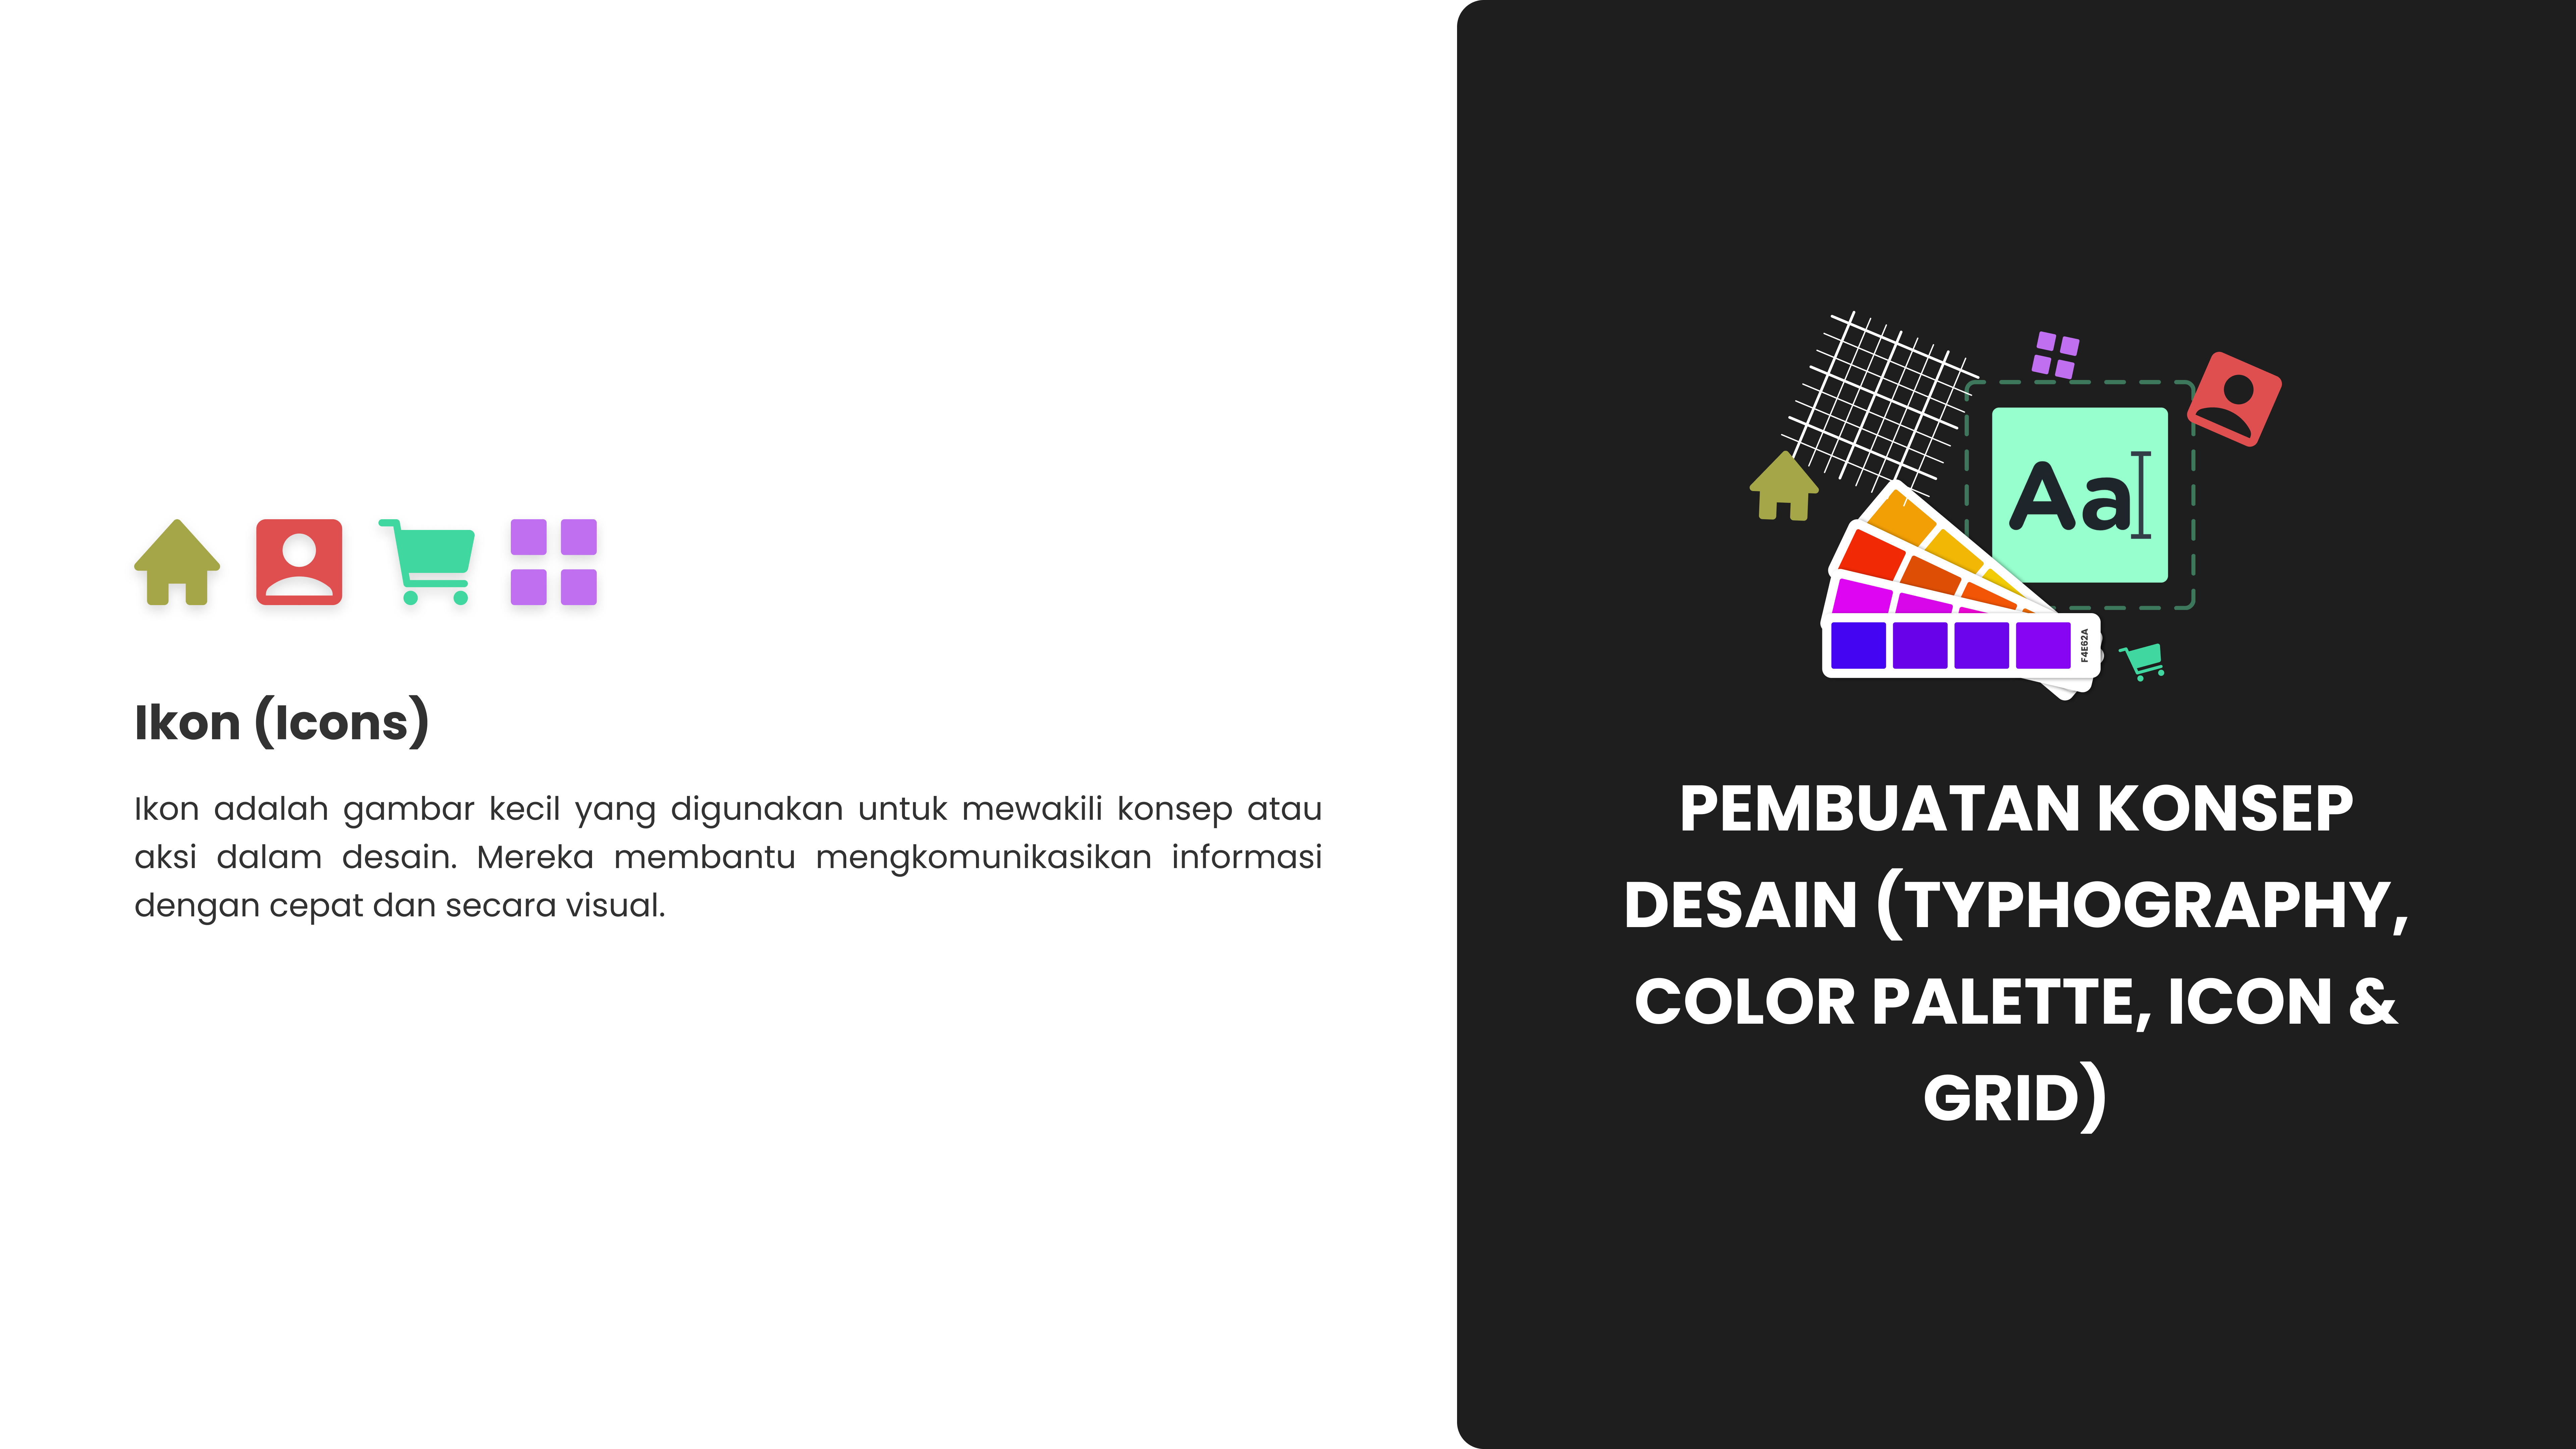 Ikon (Icons)
Ikon adalah gambar kecil yang digunakan untuk mewakili konsep atau
aksi dalam desain. Mereka membantu mengkomunikasikan informasi
dengan cepat dan secara visual.
Aa
F4E62A
PEMBUATAN KONSEP
DESAIN (TYPHOGRAPHY,
COLOR PALETTE, ICON &
GRID)